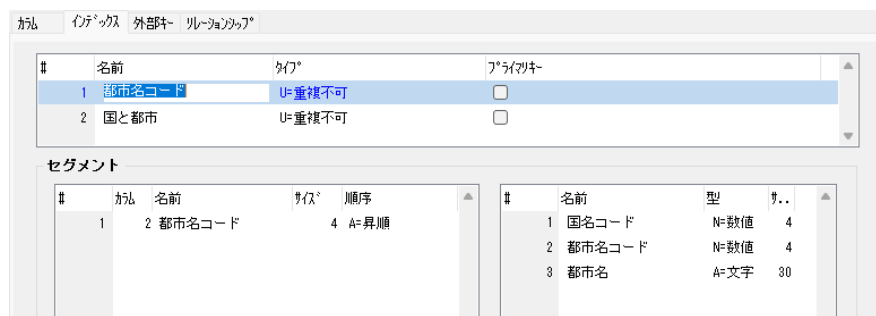 ｶﾗﾑ ｲﾝﾃﾞｯｸｽ 外部ｷｰ ﾘﾚｰｼｮﾝｼｯﾌﾟ
# 名前 ﾀｲﾌﾟ ﾌﾟﾗｲﾏﾘｷｰ
1 都市名コード U=重複不可
2 国と都市 U=重複不可
セグメント
# ｶﾗﾑ 名前 ｻｲｽﾞ 順序
1 2 都市名コード 4 A=昇順
# 名前 型 ｻ..
1 国名コード N=数値 4
2 都市名コード N=数値 4
3 都市名 A=文字 30